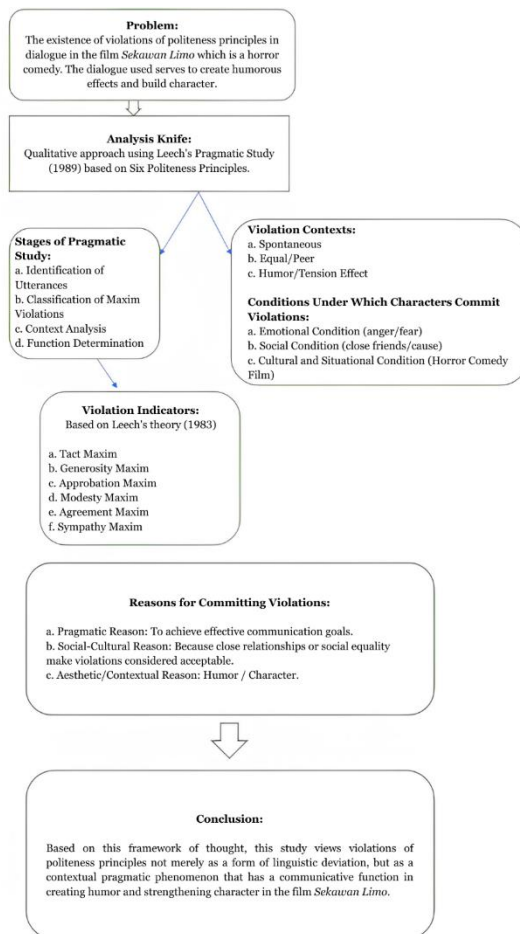 Problem:
The existence of violations of politeness principles in
dialogue in the film Sekawan Limo which is a horror
comedy. The dialogue used serves to create humorous
effects and build character.
Analysis Knife:
Qualitative approach using Leech's Pragmatic Study
(1989) based on Six Politeness Principles.
Stages of Pragmatic
Study:
a. Identification of
Utterances
b. Classification of Maxim
Violations
c. Context Analysis
d. Function Determination
Violation Contexts:
a. Spontaneous
b. Equal/Peer
c. Humor/Tension Effect
Conditions Under Which Characters Commit
Violations:
a. Emotional Condition (anger/fear)
b. Social Condition (close friends/cause)
c. Cultural and Situational Condition (Horror Comedy
Film)
Violation Indicators:
Based on Leech's theory (1983)
a. Tact Maxim
b. Generosity Maxim
c. Approbation Maxim
d. Modesty Maxim
e. Agreement Maxim
f. Sympathy Maxim
Reasons for Committing Violations:
a. Pragmatic Reason: To achieve effective communication goals.
b. Social-Cultural Reason: Because close relationships or social equality
make violations considered acceptable.
c. Aesthetic/Contextual Reason: Humor / Character.
Conclusion:
Based on this framework of thought, this study views violations of
politeness principles not merely as a form of linguistic deviation, but as a
contextual pragmatic phenomenon that has a communicative function in
creating humor and strengthening character in the film Sekawan Limo.